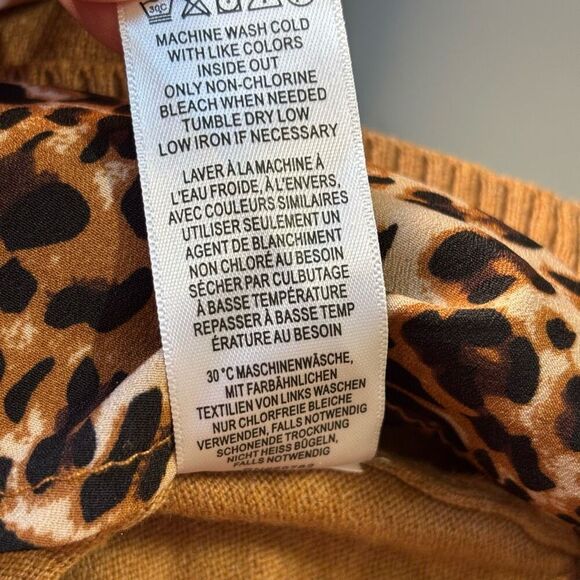 30C
MACHINE WASH COLD
WITH LIKE COLORS
INSIDE OUT
ONLY NON-CHLORINE
BLEACH WHEN NEEDED
TUMBLE DRY LOW
LOW IRON IF NECESSARY
LAVER À LA MACHINE À
L'EAU FROIDE, À L'ENVERS,
AVEC COULEURS SIMILAIRES
UTILISER SEULEMENT UN
AGENT DE BLANCHIMENT
NON CHLORÉ AU BESOIN
SÉCHER PAR CULBUTAGE
À BASSE TEMPÉRATURE
REPASSER À BASSE TEMP
ÉRATURE AU BESOIN
30 °C MASCHINENWÄSCHE,
MIT FARBÄHNLICHEN
TEXTILIEN VON LINKS WASCHEN
NUR CHLORFREIE BLEICHE
VERWENDEN, FALLS NOTWENDIG
SCHONENDE TROCKNUNG
NICHT HEISS BÜGELN,
FALLS NOTWENDIG